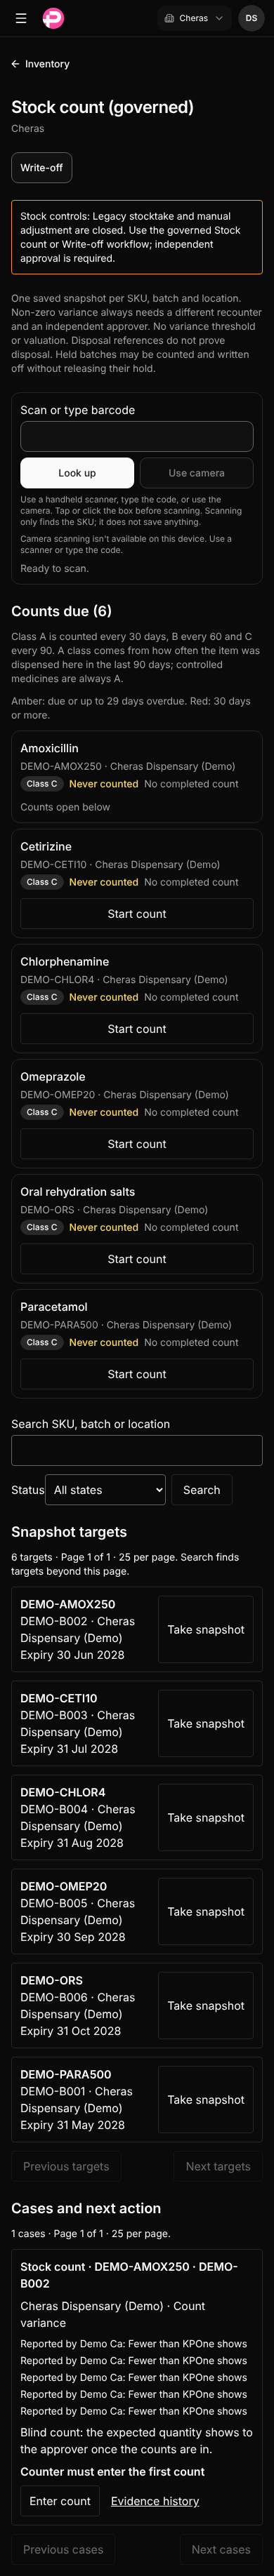 Cheras
DS
Inventory
Stock count (governed)
Cheras
Write-off
Stock controls: Legacy stocktake and manual
adjustment are closed. Use the governed Stock
count or Write-off workflow; independent
approval is required.
One saved snapshot per SKU, batch and location.
Non-zero variance always needs a different recounter
and an independent approver. No variance threshold
or valuation. Disposal references do not prove
disposal. Held batches may be counted and written
off without releasing their hold.
Scan or type barcode
Look up
Use camera
Use a handheld scanner, type the code, or use the
camera. Tap or click the box before scanning. Scanning
only finds the SKU; it does not save anything.
Camera scanning isn't available on this device. Use a
scanner or type the code.
Ready to scan.
Counts due (6)
Class A is counted every 30 days, B every 60 and C
every 90. A class comes from how often the item was
dispensed here in the last 90 days; controlled
medicines are always A.
Amber: due or up to 29 days overdue. Red: 30 days
or more.
Amoxicillin
DEMO-AMOX250 · Cheras Dispensary (Demo)
Class C Never counted No completed count
Counts open below
Cetirizine
DEMO-CETI10 · Cheras Dispensary (Demo)
Class C Never counted No completed count
Start count
Chlorphenamine
DEMO-CHLOR4 · Cheras Dispensary (Demo)
Class C Never counted No completed count
Start count
Omeprazole
DEMO-OMEP20 · Cheras Dispensary (Demo)
Class C Never counted No completed count
Start count
Oral rehydration salts
DEMO-ORS · Cheras Dispensary (Demo)
Class C Never counted No completed count
Start count
Paracetamol
DEMO-PARA500 · Cheras Dispensary (Demo)
Class C Never counted No completed count
Start count
Search SKU, batch or location
Status All states Search
Snapshot targets
6 targets · Page 1 of 1 · 25 per page. Search finds
targets beyond this page.
DEMO-AMOX250
DEMO-B002 · Cheras
Dispensary (Demo)
Expiry 30 Jun 2028
Take snapshot
DEMO-CETI10
DEMO-B003 · Cheras
Dispensary (Demo)
Expiry 31 Jul 2028
Take snapshot
DEMO-CHLOR4
DEMO-B004 · Cheras
Dispensary (Demo)
Expiry 31 Aug 2028
Take snapshot
DEMO-OMEP20
DEMO-B005 · Cheras
Dispensary (Demo)
Expiry 30 Sep 2028
Take snapshot
DEMO-ORS
DEMO-B006 · Cheras
Dispensary (Demo)
Expiry 31 Oct 2028
Take snapshot
DEMO-PARA500
DEMO-B001 · Cheras
Dispensary (Demo)
Expiry 31 May 2028
Take snapshot
Previous targets
Next targets
Cases and next action
1 cases · Page 1 of 1 · 25 per page.
Stock count · DEMO-AMOX250 · DEMO-
B002
Cheras Dispensary (Demo) · Count
variance
Reported by Demo Ca: Fewer than KPOne shows
Reported by Demo Ca: Fewer than KPOne shows
Reported by Demo Ca: Fewer than KPOne shows
Reported by Demo Ca: Fewer than KPOne shows
Reported by Demo Ca: Fewer than KPOne shows
Blind count: the expected quantity shows to
the approver once the counts are in.
Counter must enter the first count
Enter count
Evidence history
Previous cases
Next cases